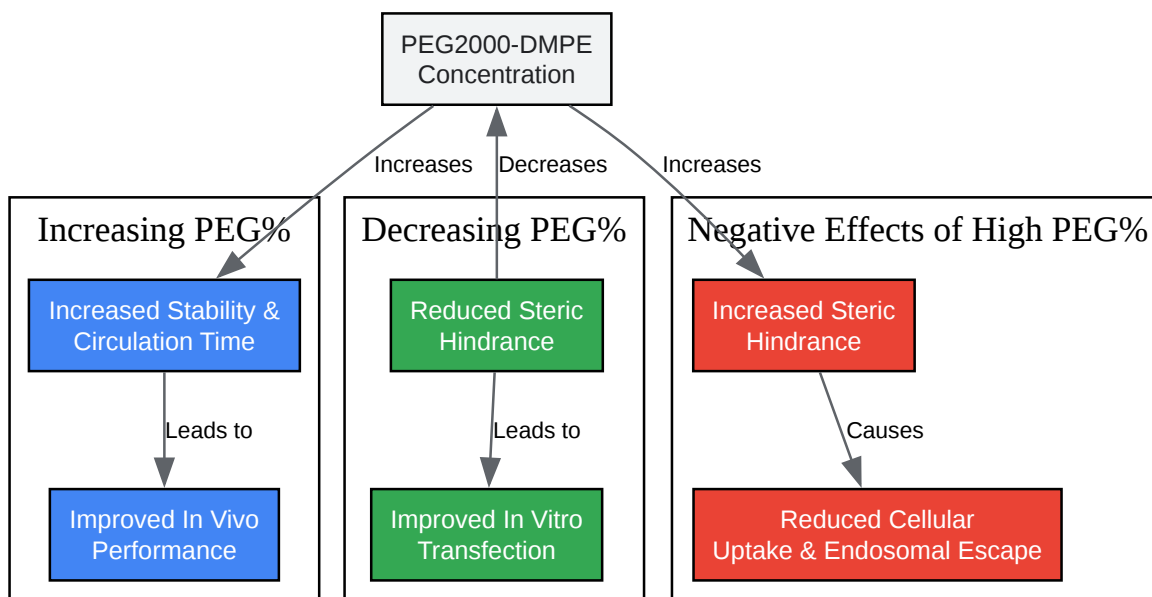 PEG2000-DMPE
Concentration
Increases
Decreases
Increases
Increasing PEG%
Decreasing PEG%
Negative Effects of High PEG%
Increased Stability &
Circulation Time
Reduced Steric
Hindrance
Increased Steric
Hindrance
Leads to
Leads to
Causes
Improved In Vivo
Performance
Improved In Vitro
Transfection
Reduced Cellular
Uptake & Endosomal Escape